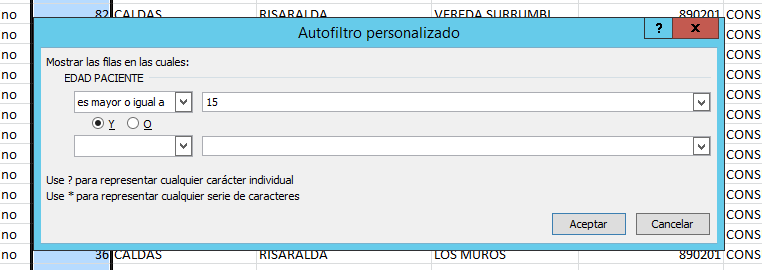 no 82 CALDAS RISARALDA VEREDA SURRUMBI 890201 CONS
no Autofiltro personalizado ? x CONS
no Mostrar las filas en las cuales: CONS
no EDAD PACIENTE CONS
no es mayor o igual a 15 CONS
no Y O CONS
no CONS
no CONS
no Use ? para representar cualquier carácter individual CONS
no Use * para representar cualquier serie de caracteres CONS
no Aceptar Cancelar CONS
no CONS
no 36 CALDAS RISARALDA LOS MUROS 890201 CONS